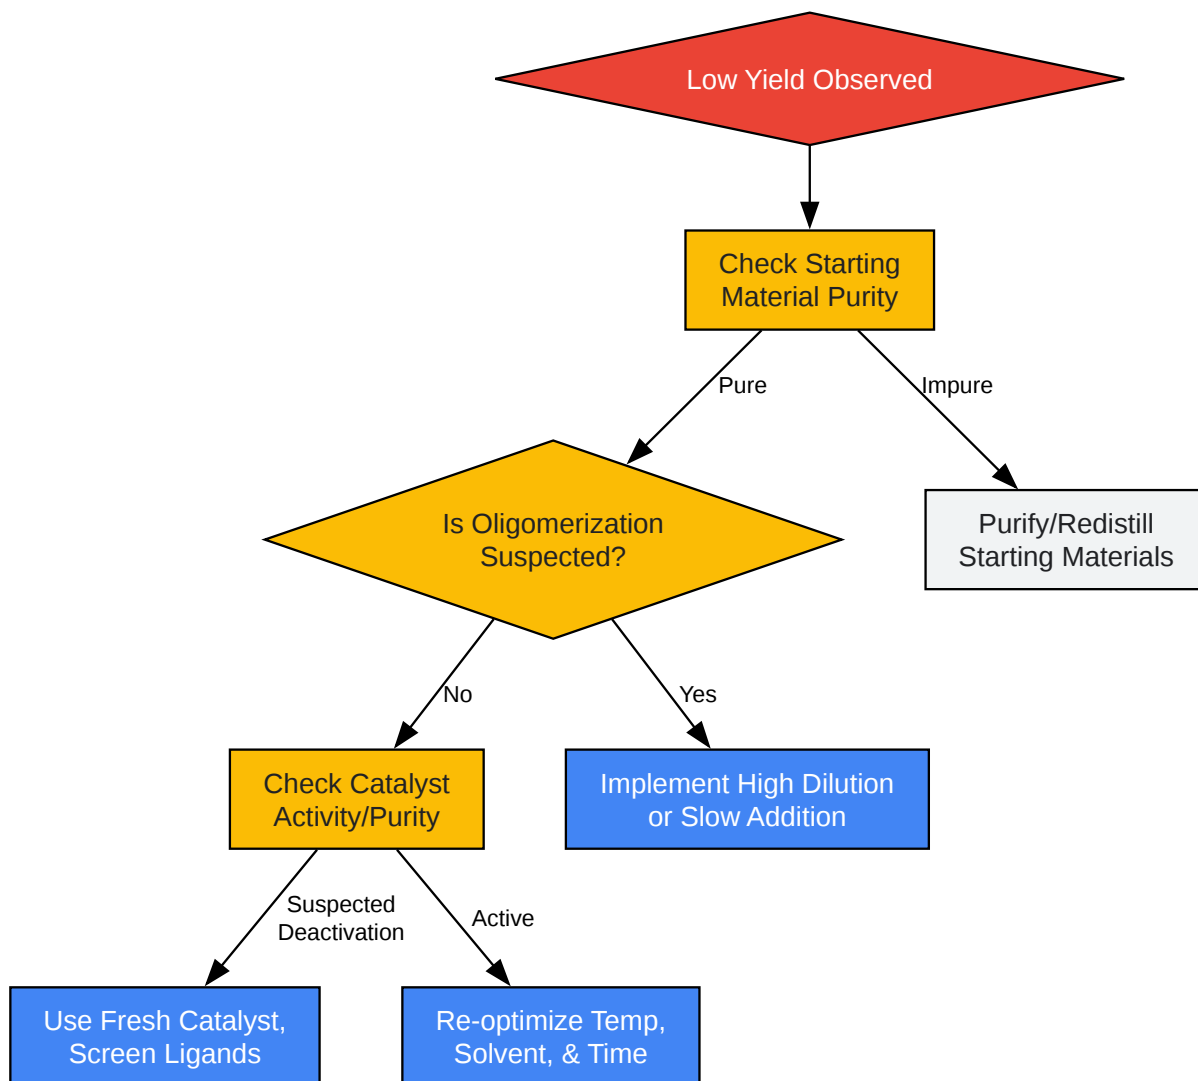 Low Yield Observed
Check Starting
Material Purity
Pure
Impure
Is Oligomerization
Suspected?
Purify/Redistill
Starting Materials
No
Yes
Check Catalyst
Activity/Purity
Implement High Dilution
or Slow Addition
Suspected
Deactivation
Active
Use Fresh Catalyst,
Screen Ligands
Re-optimize Temp,
Solvent, & Time